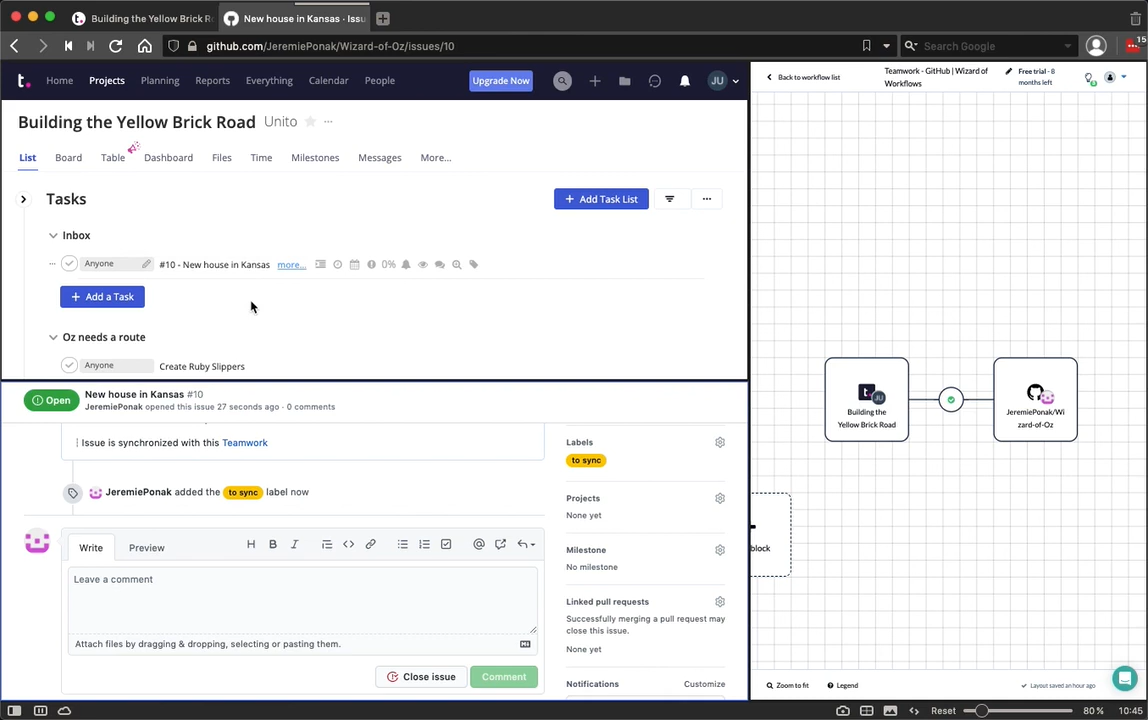 Building the Yellow Brick R
New house in Kansas · Issu
github.com/JeremiePonak/Wizard-of-Oz/issues/10
Search Google
15
t.
Home
Projects
Planning
Reports
Everything
Calendar
People
Upgrade Now
JU
Building the Yellow Brick Road
Unito
List
Board
Table
Dashboard
Files
Time
Milestones
Messages
More...
Tasks
+ Add Task List
Inbox
Anyone
#10 - New house in Kansas
more...
0%
+ Add a Task
Oz needs a route
Anyone
Create Ruby Slippers
Open
New house in Kansas #10
JeremiePonak opened this issue 27 seconds ago · 0 comments
Issue is synchronized with this Teamwork
JeremiePonak added the to sync label now
Write
Preview
H B I
Leave a comment
Attach files by dragging & dropping, selecting or pasting them.
Close issue
Comment
Labels
to sync
Projects
None yet
Milestone
No milestone
Linked pull requests
Successfully merging a pull request may
close this issue.
None yet
Notifications
Customize
Back to workflow list
Teamwork - GitHub | Wizard of
Workflows
Free trial - 8
months left
t. JU
Building the
Yellow Brick Road
JeremiePonak/Wi
zard-of-Oz
block
Zoom to fit
Legend
Layout saved an hour ago
Reset
80 %
10:45